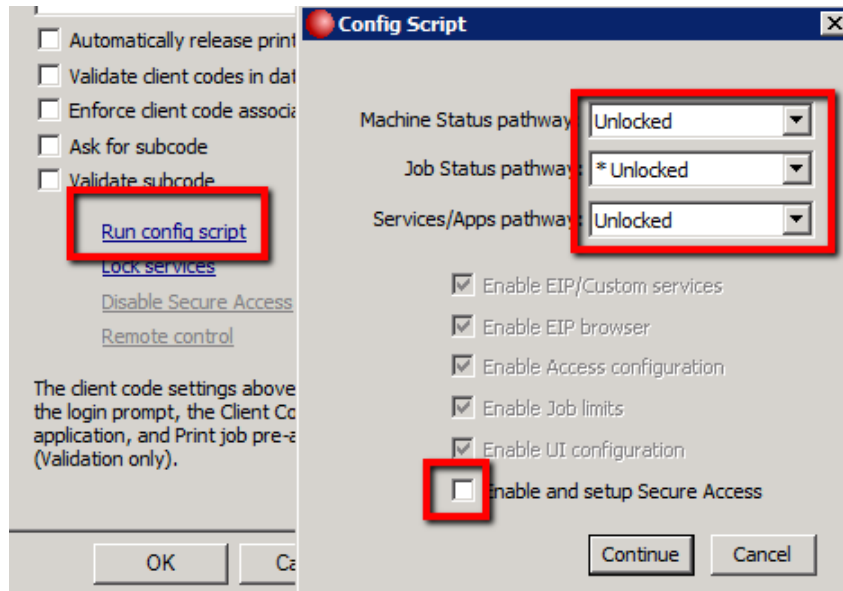 Automatically release print
Validate client codes in dat
Enforce client code associa
Ask for subcode
Validate subcode
Run config script
Lock services
Disable Secure Access
Remote control
The client code settings above
the login prompt, the Client Co
application, and Print job pre-a
(Validation only).
OK
Ca
Config Script
Machine Status pathway: Unlocked
Job Status pathway: * Unlocked
Services/Apps pathway: Unlocked
Enable EIP/Custom services
Enable EIP browser
Enable Access configuration
Enable Job limits
Enable UI configuration
Enable and setup Secure Access
Continue
Cancel